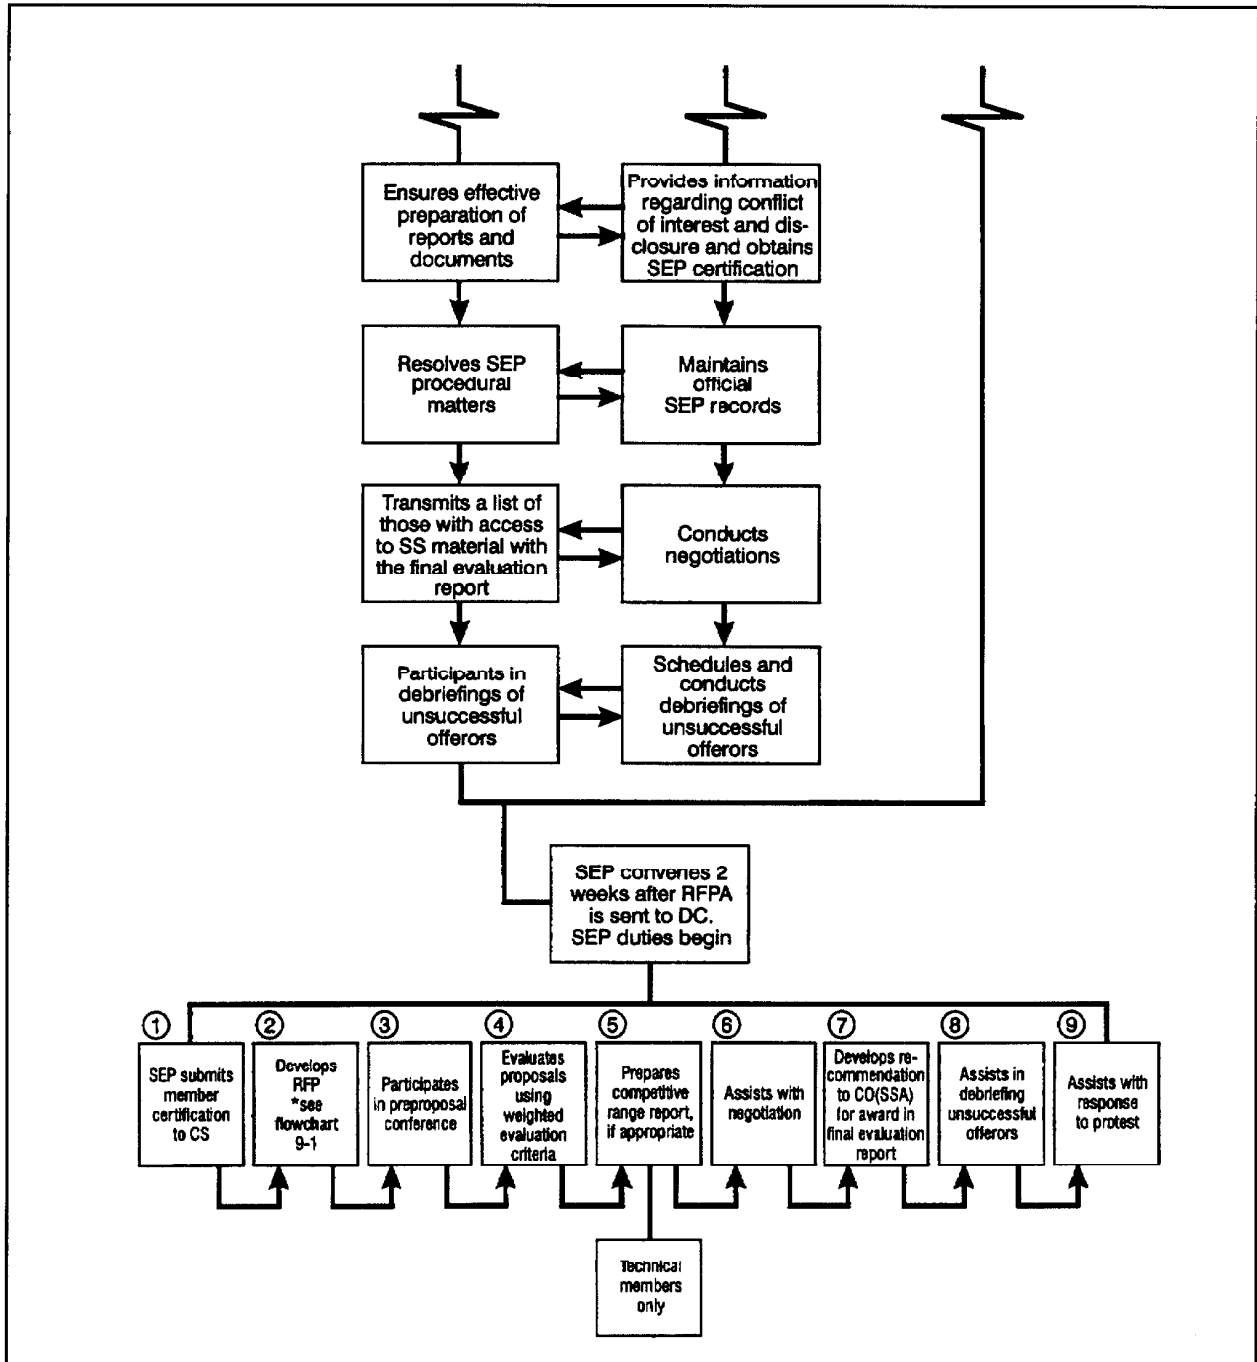 Ensures effective
preparation of
reports and
documents
Provides information
regarding conflict
of interest and dis-
closure and obtains
SEP certification
Resolves SEP
procedural
matters
Maintains
official
SEP records
Transmits a list of
those with access
to SS material with
the final evaluation
report
Conducts
negotiations
Participants in
debriefings of
unsuccessful
offerors
Schedules and
conducts
debriefings of
unsuccessful
offerors
SEP convenes 2
weeks after RFPA
is sent to DC.
SEP duties begin
1
SEP submits
member
certification
to CS
2
Develops
RFP
*see
flowchart
9-1
3
Participates
in preproposal
conference
4
Evaluates
proposals
using
weighted
evaluation
criteria
5
Prepares
competitive
range report,
if appropriate
6
Assists with
negotiation
7
Develops re-
commendation
to CO(SSA)
for award in
final evaluation
report
8
Assists in
debriefing
unsuccessful
offerors
9
Assists with
response
to protest
Technical
members
only